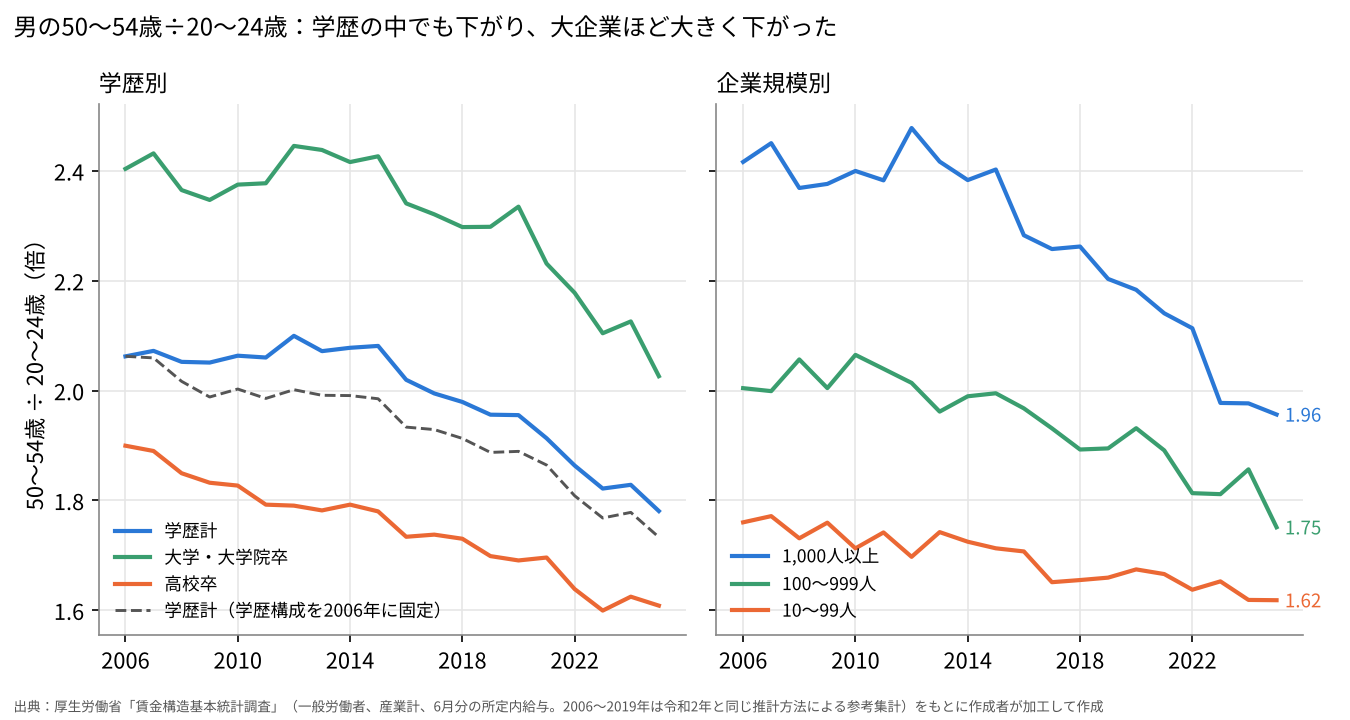 男の50～54歳÷20～24歳：学歴の中でも下がり、大企業ほど大きく下がった
学歴別
50～54歳 ÷ 20～24歳（倍）
2.4
2.2
2.0
1.8
1.6
学歴計
大学・大学院卒
高校卒
学歴計（学歴構成を2006年に固定）
2006
2010
2014
2018
2022
企業規模別
1.96
1.75
1.62
1,000人以上
100～999人
10～99人
2006
2010
2014
2018
2022
出典：厚生労働省「賃金構造基本統計調査」（一般労働者、産業計、6月分の所定内給与。2006～2019年は令和2年と同じ推計方法による参考集計）をもとに作成者が加工して作成